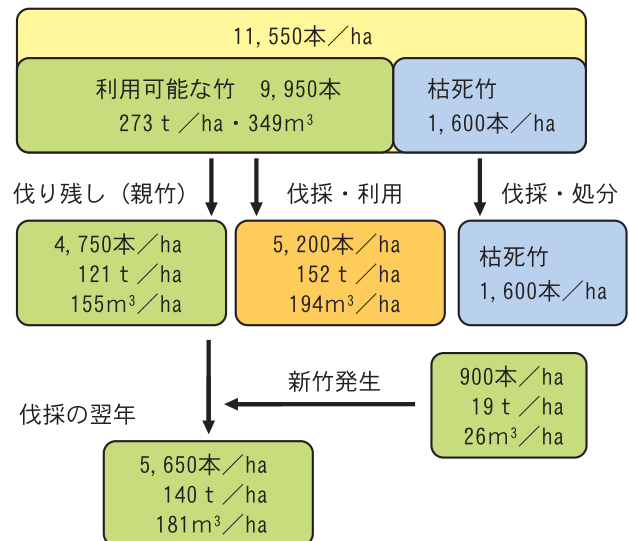 11,550本／ha
利用可能な竹　9,950本
273ｔ／ha・349m³
枯死竹
1,600本／ha
伐り残し（親竹）
伐採・利用
伐採・処分
4,750本／ha
121ｔ／ha
155m³／ha
5,200本／ha
152ｔ／ha
194m³／ha
枯死竹
1,600本／ha
新竹発生
900本／ha
19ｔ／ha
26m³／ha
伐採の翌年
5,650本／ha
140ｔ／ha
181m³／ha